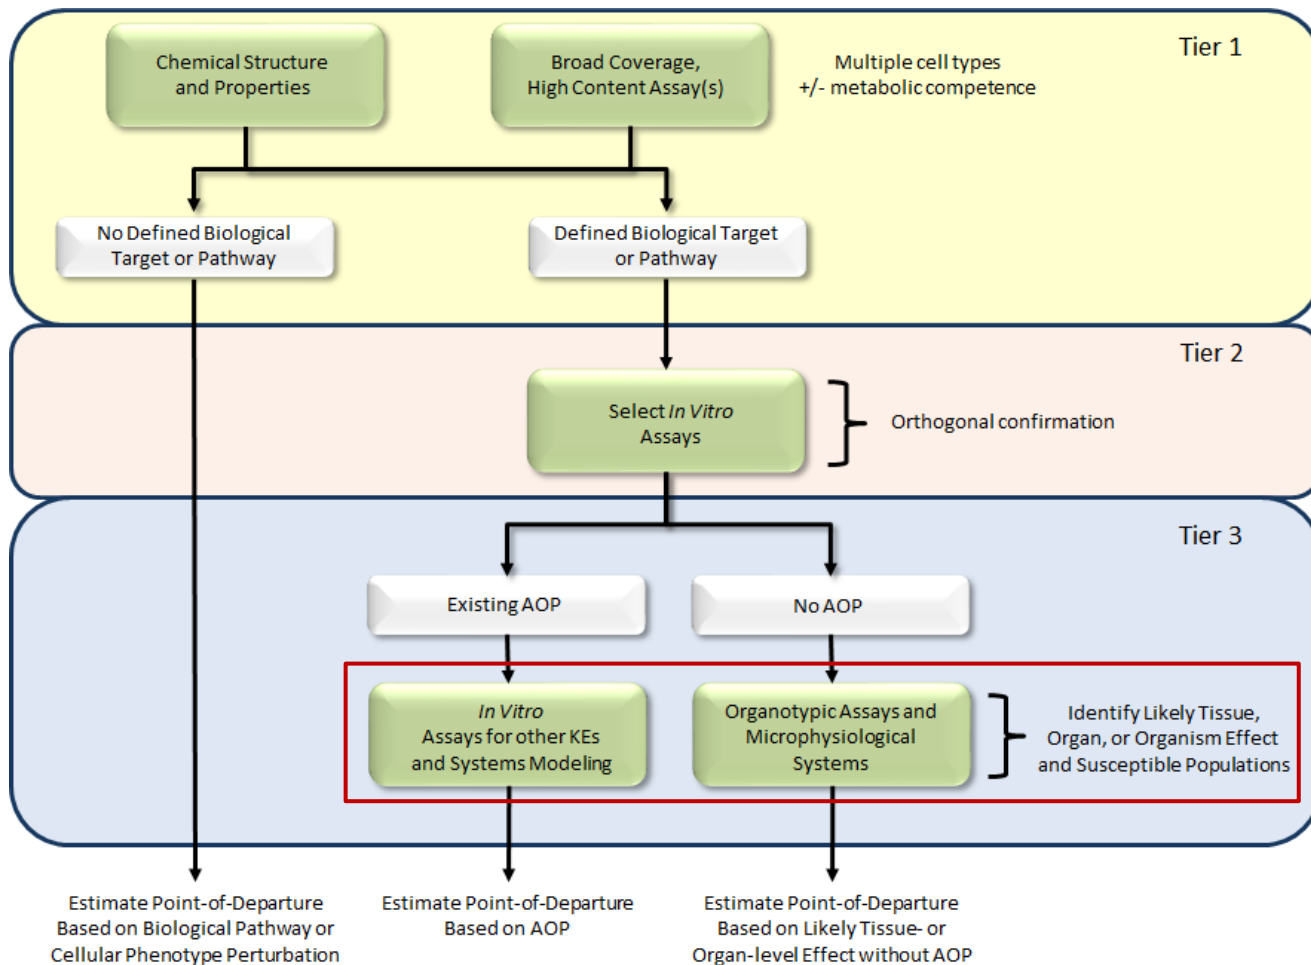 Tier 1
Chemical Structure
and Properties
Broad Coverage,
High Content Assay(s)
Multiple cell types
+/- metabolic competence
No Defined Biological
Target or Pathway
Defined Biological Target
or Pathway
Tier 2
Select In Vitro
Assays
Orthogonal confirmation
Tier 3
Existing AOP
No AOP
In Vitro
Assays for other KEs
and Systems Modeling
Organotypic Assays and
Microphysiological
Systems
Identify Likely Tissue,
Organ, or Organism Effect
and Susceptible Populations
Estimate Point-of-Departure
Based on Biological Pathway or
Cellular Phenotype Perturbation
Estimate Point-of-Departure
Based on AOP
Estimate Point-of-Departure
Based on Likely Tissue- or
Organ-level Effect without AOP